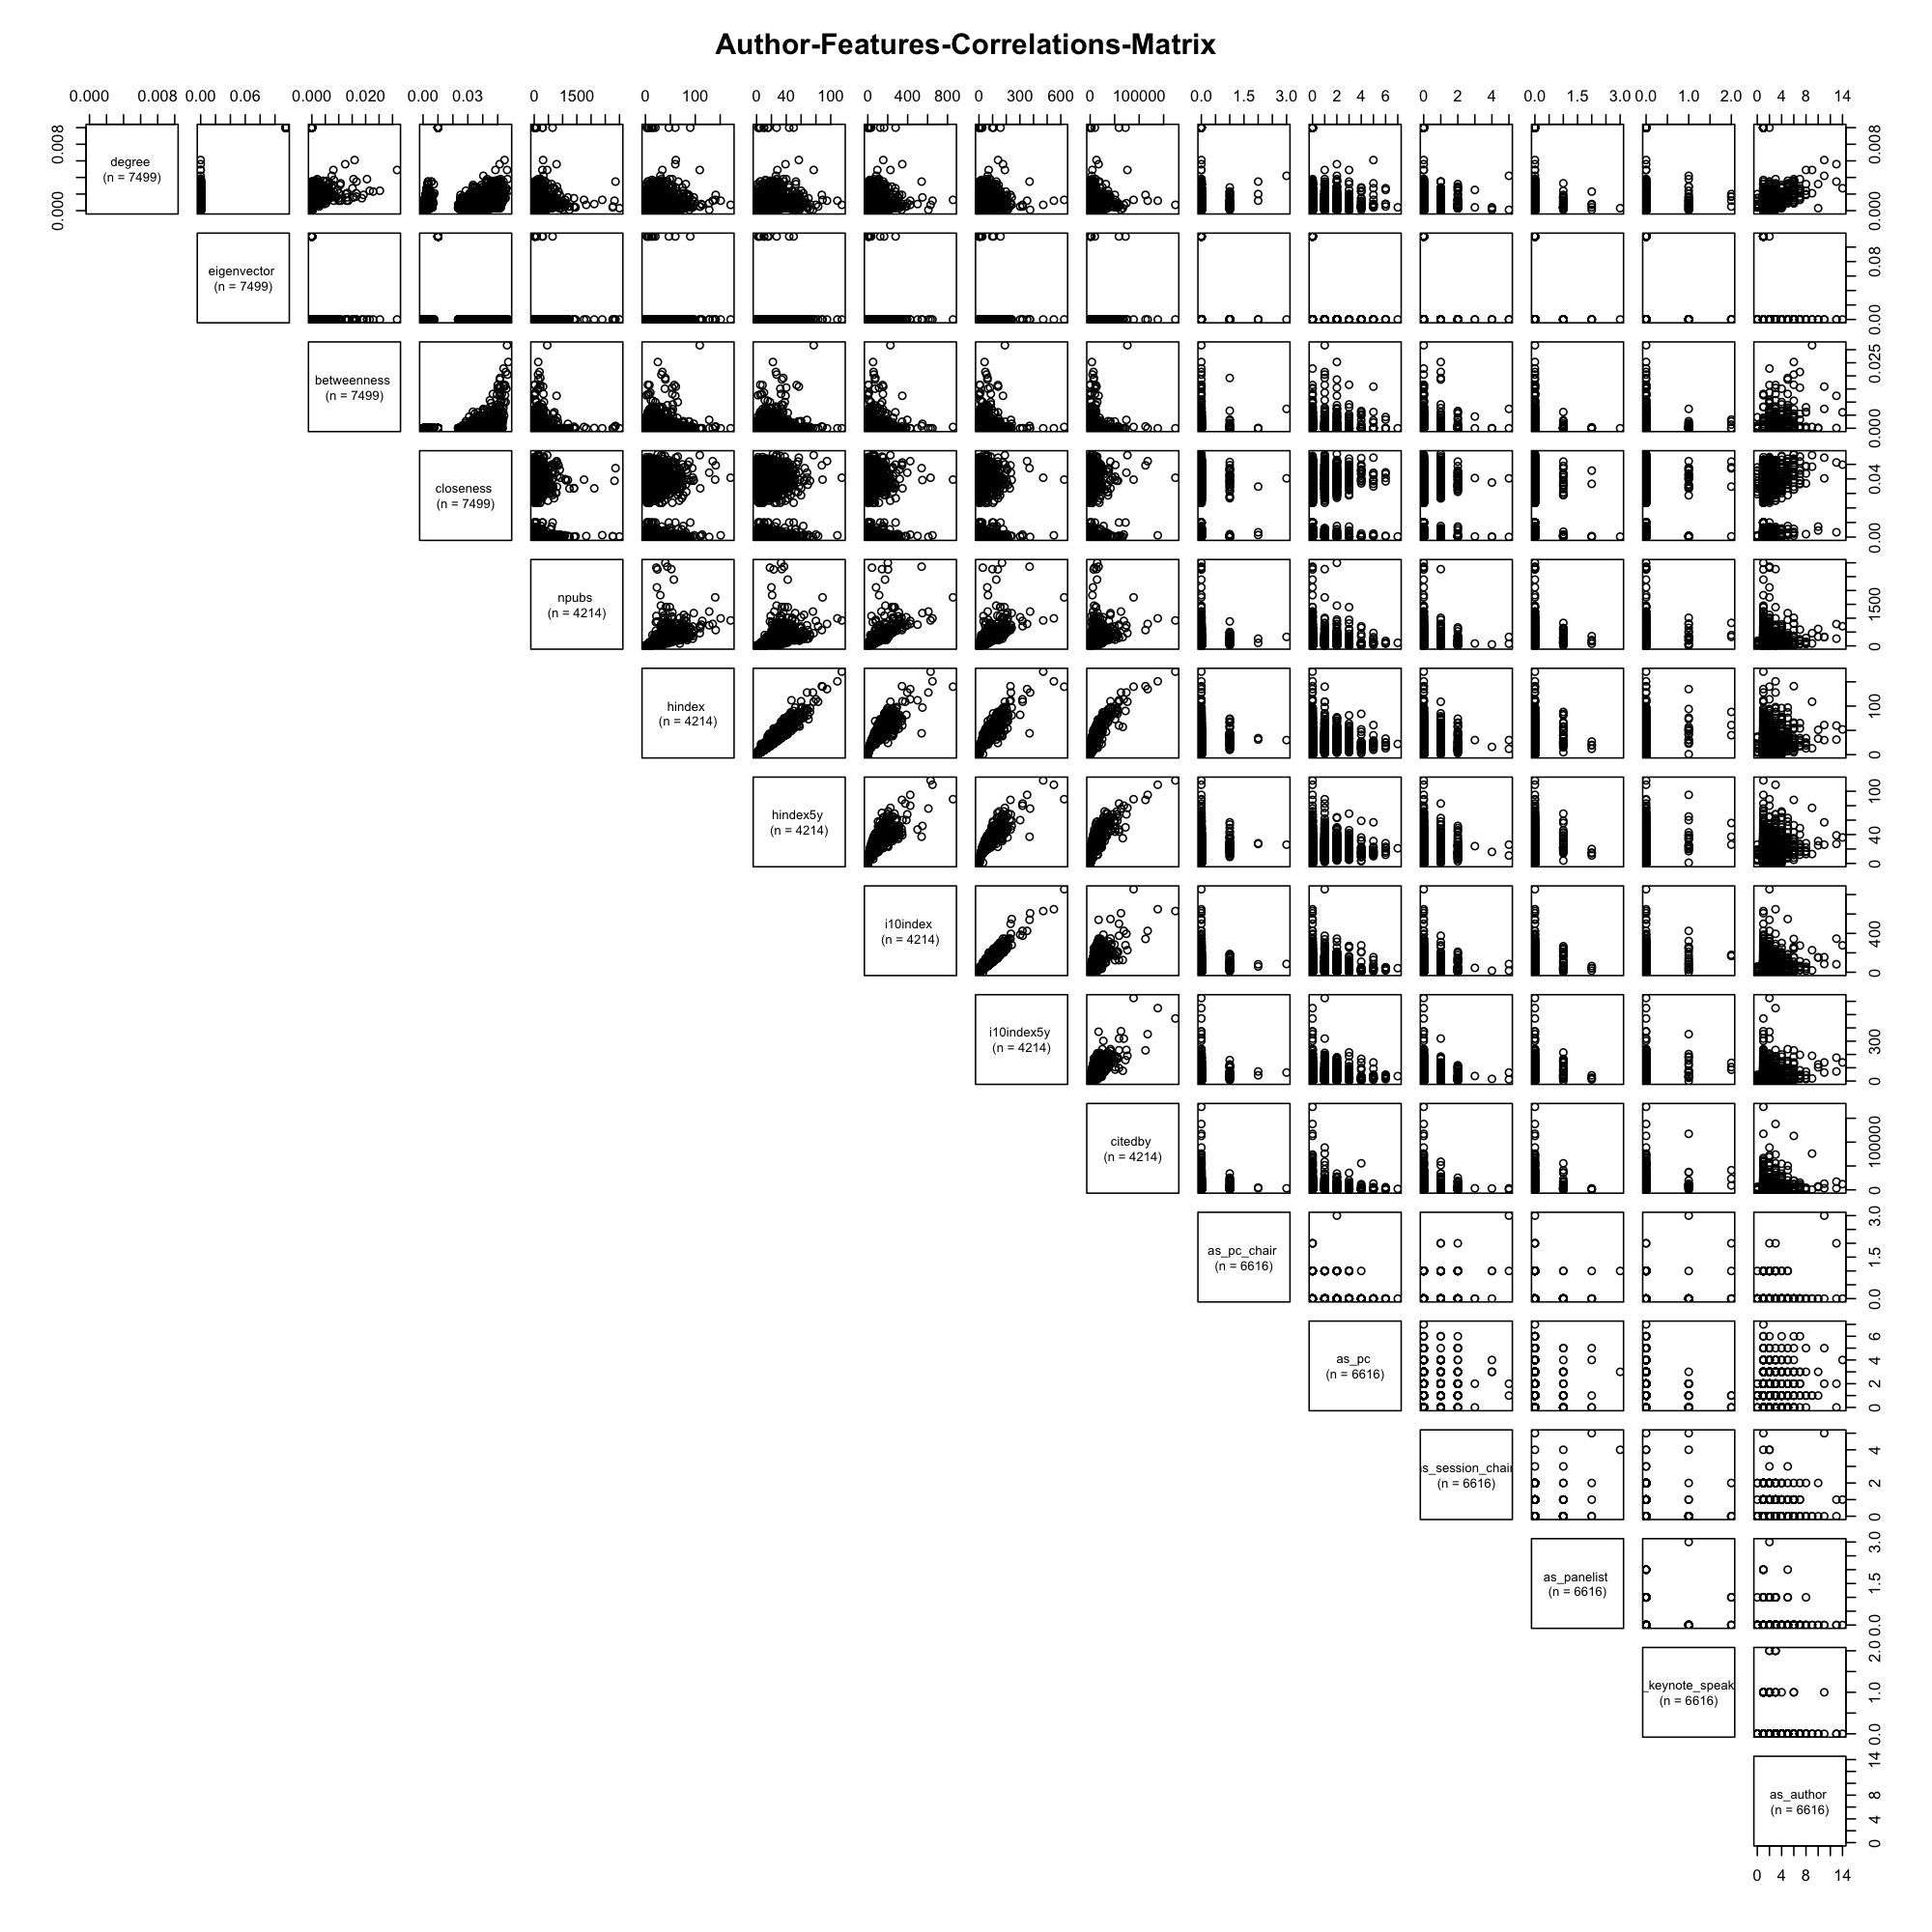 Author-Features-Correlations-Matrix
0.000 0.008 0.00 0.06 0.000 0.020 0.00 0.03 0 1500 0 100 0 40 100 0 400 800 0 300 600 0 100000 0.0 1.5 3.0 0 2 4 6 0 2 4 0.0 1.5 3.0 0.0 1.0 2.0 0 4 8 14
degree
(n = 7499)
0.000 0.008
0.000 0.008
eigenvector
(n = 7499)
0.00 0.08
betweenness
(n = 7499)
0.000 0.025
closeness
(n = 7499)
0.00 0.04
npubs
(n = 4214)
0 1500
hindex
(n = 4214)
0 100
hindex5y
(n = 4214)
0 40 100
i10index
(n = 4214)
0 400
i10index5y
(n = 4214)
0 300
citedby
(n = 4214)
0 100000
as_pc_chair
(n = 6616)
0.0 1.5 3.0
as_pc
(n = 6616)
0 2 4 6
s_session_chair
(n = 6616)
0 2 4
as_panelist
(n = 6616)
0.0 1.5 3.0
_keynote_speak
(n = 6616)
0.0 1.0 2.0
as_author
(n = 6616)
0 4 8 14
0 4 8 14